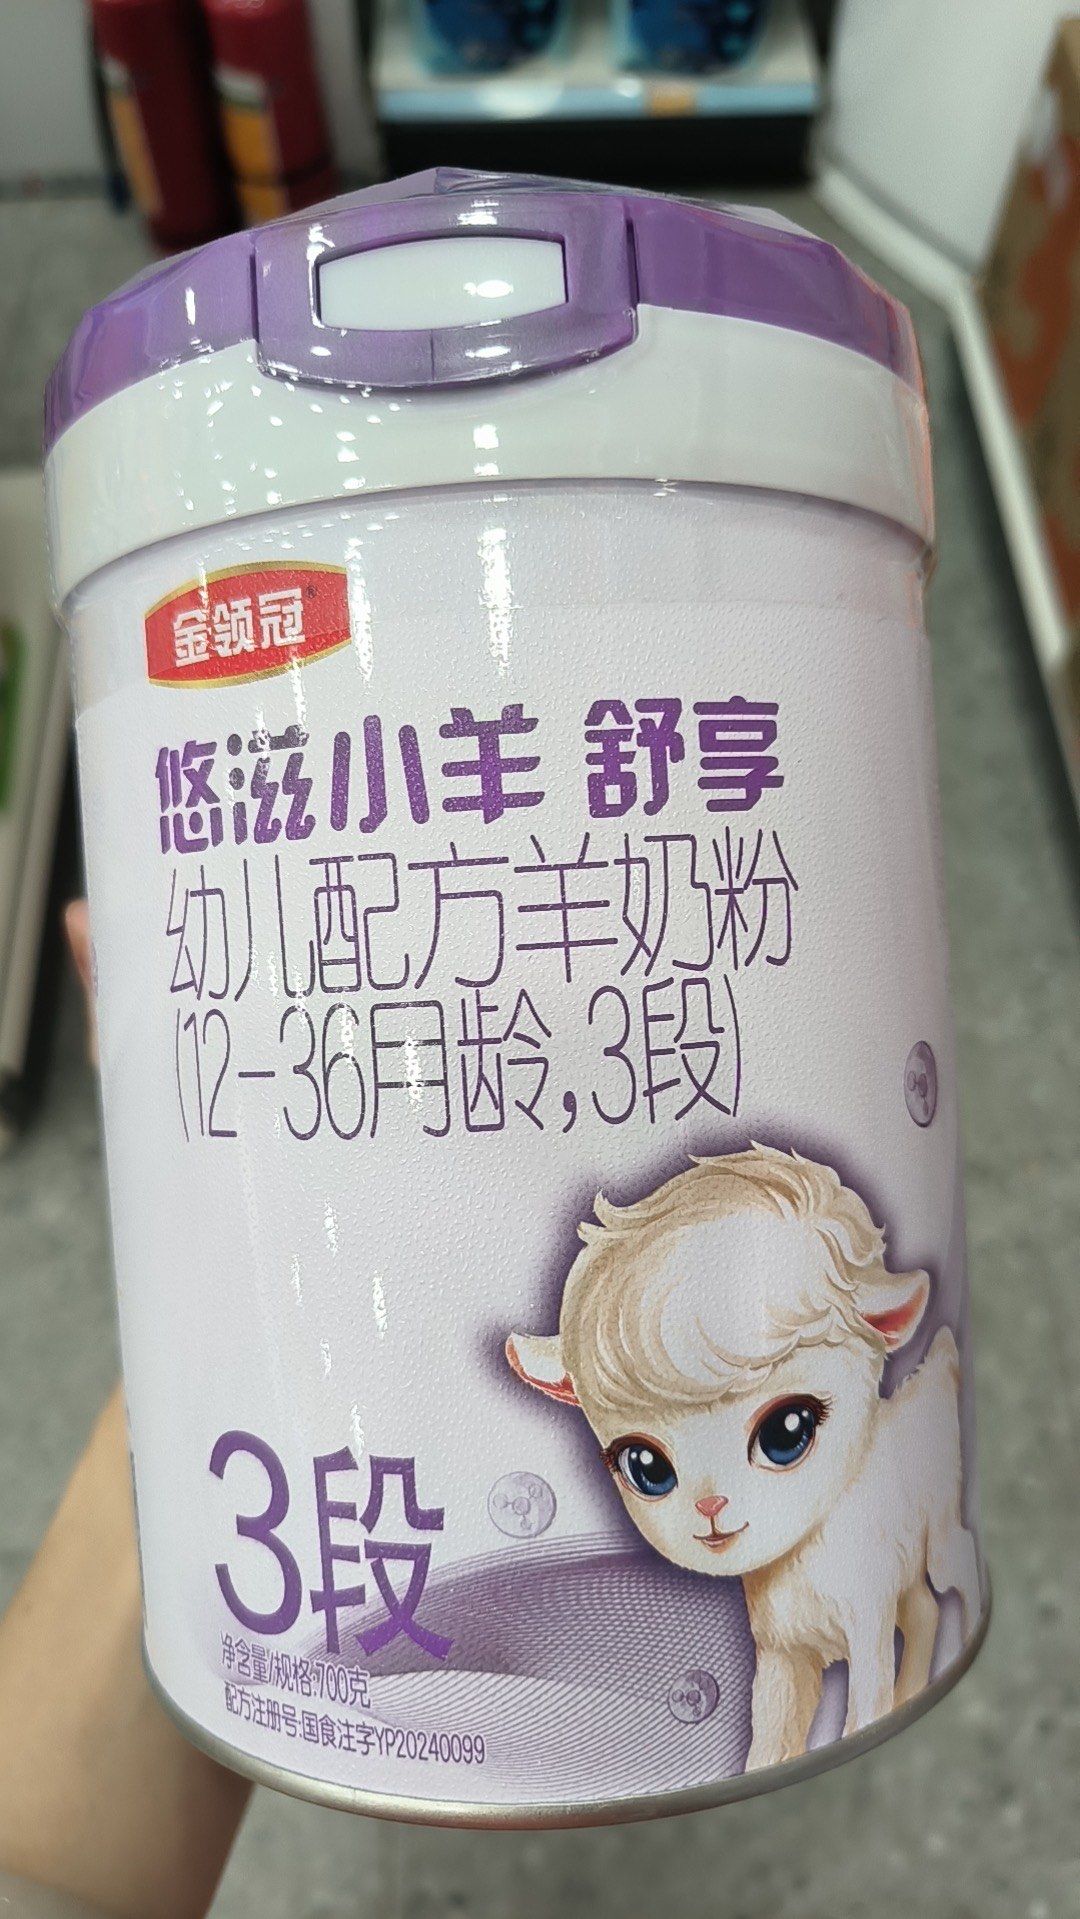 金领冠®
悠滋小羊 舒享
幼儿配方羊奶粉
(12-36月龄,3段)
3段
净含量/规格:700克
配方注册号:国食注字YP20240099